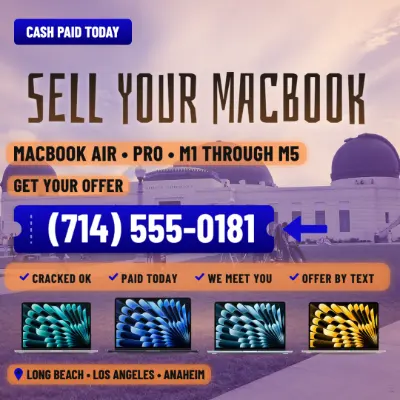 CASH PAID TODAY
SELL YOUR MACBOOK
MACBOOK AIR • PRO • M1 THROUGH M5
GET YOUR OFFER
(714) 555-0181
CRACKED OK PAID TODAY WE MEET YOU OFFER BY TEXT
LONG BEACH • LOS ANGELES • ANAHEIM